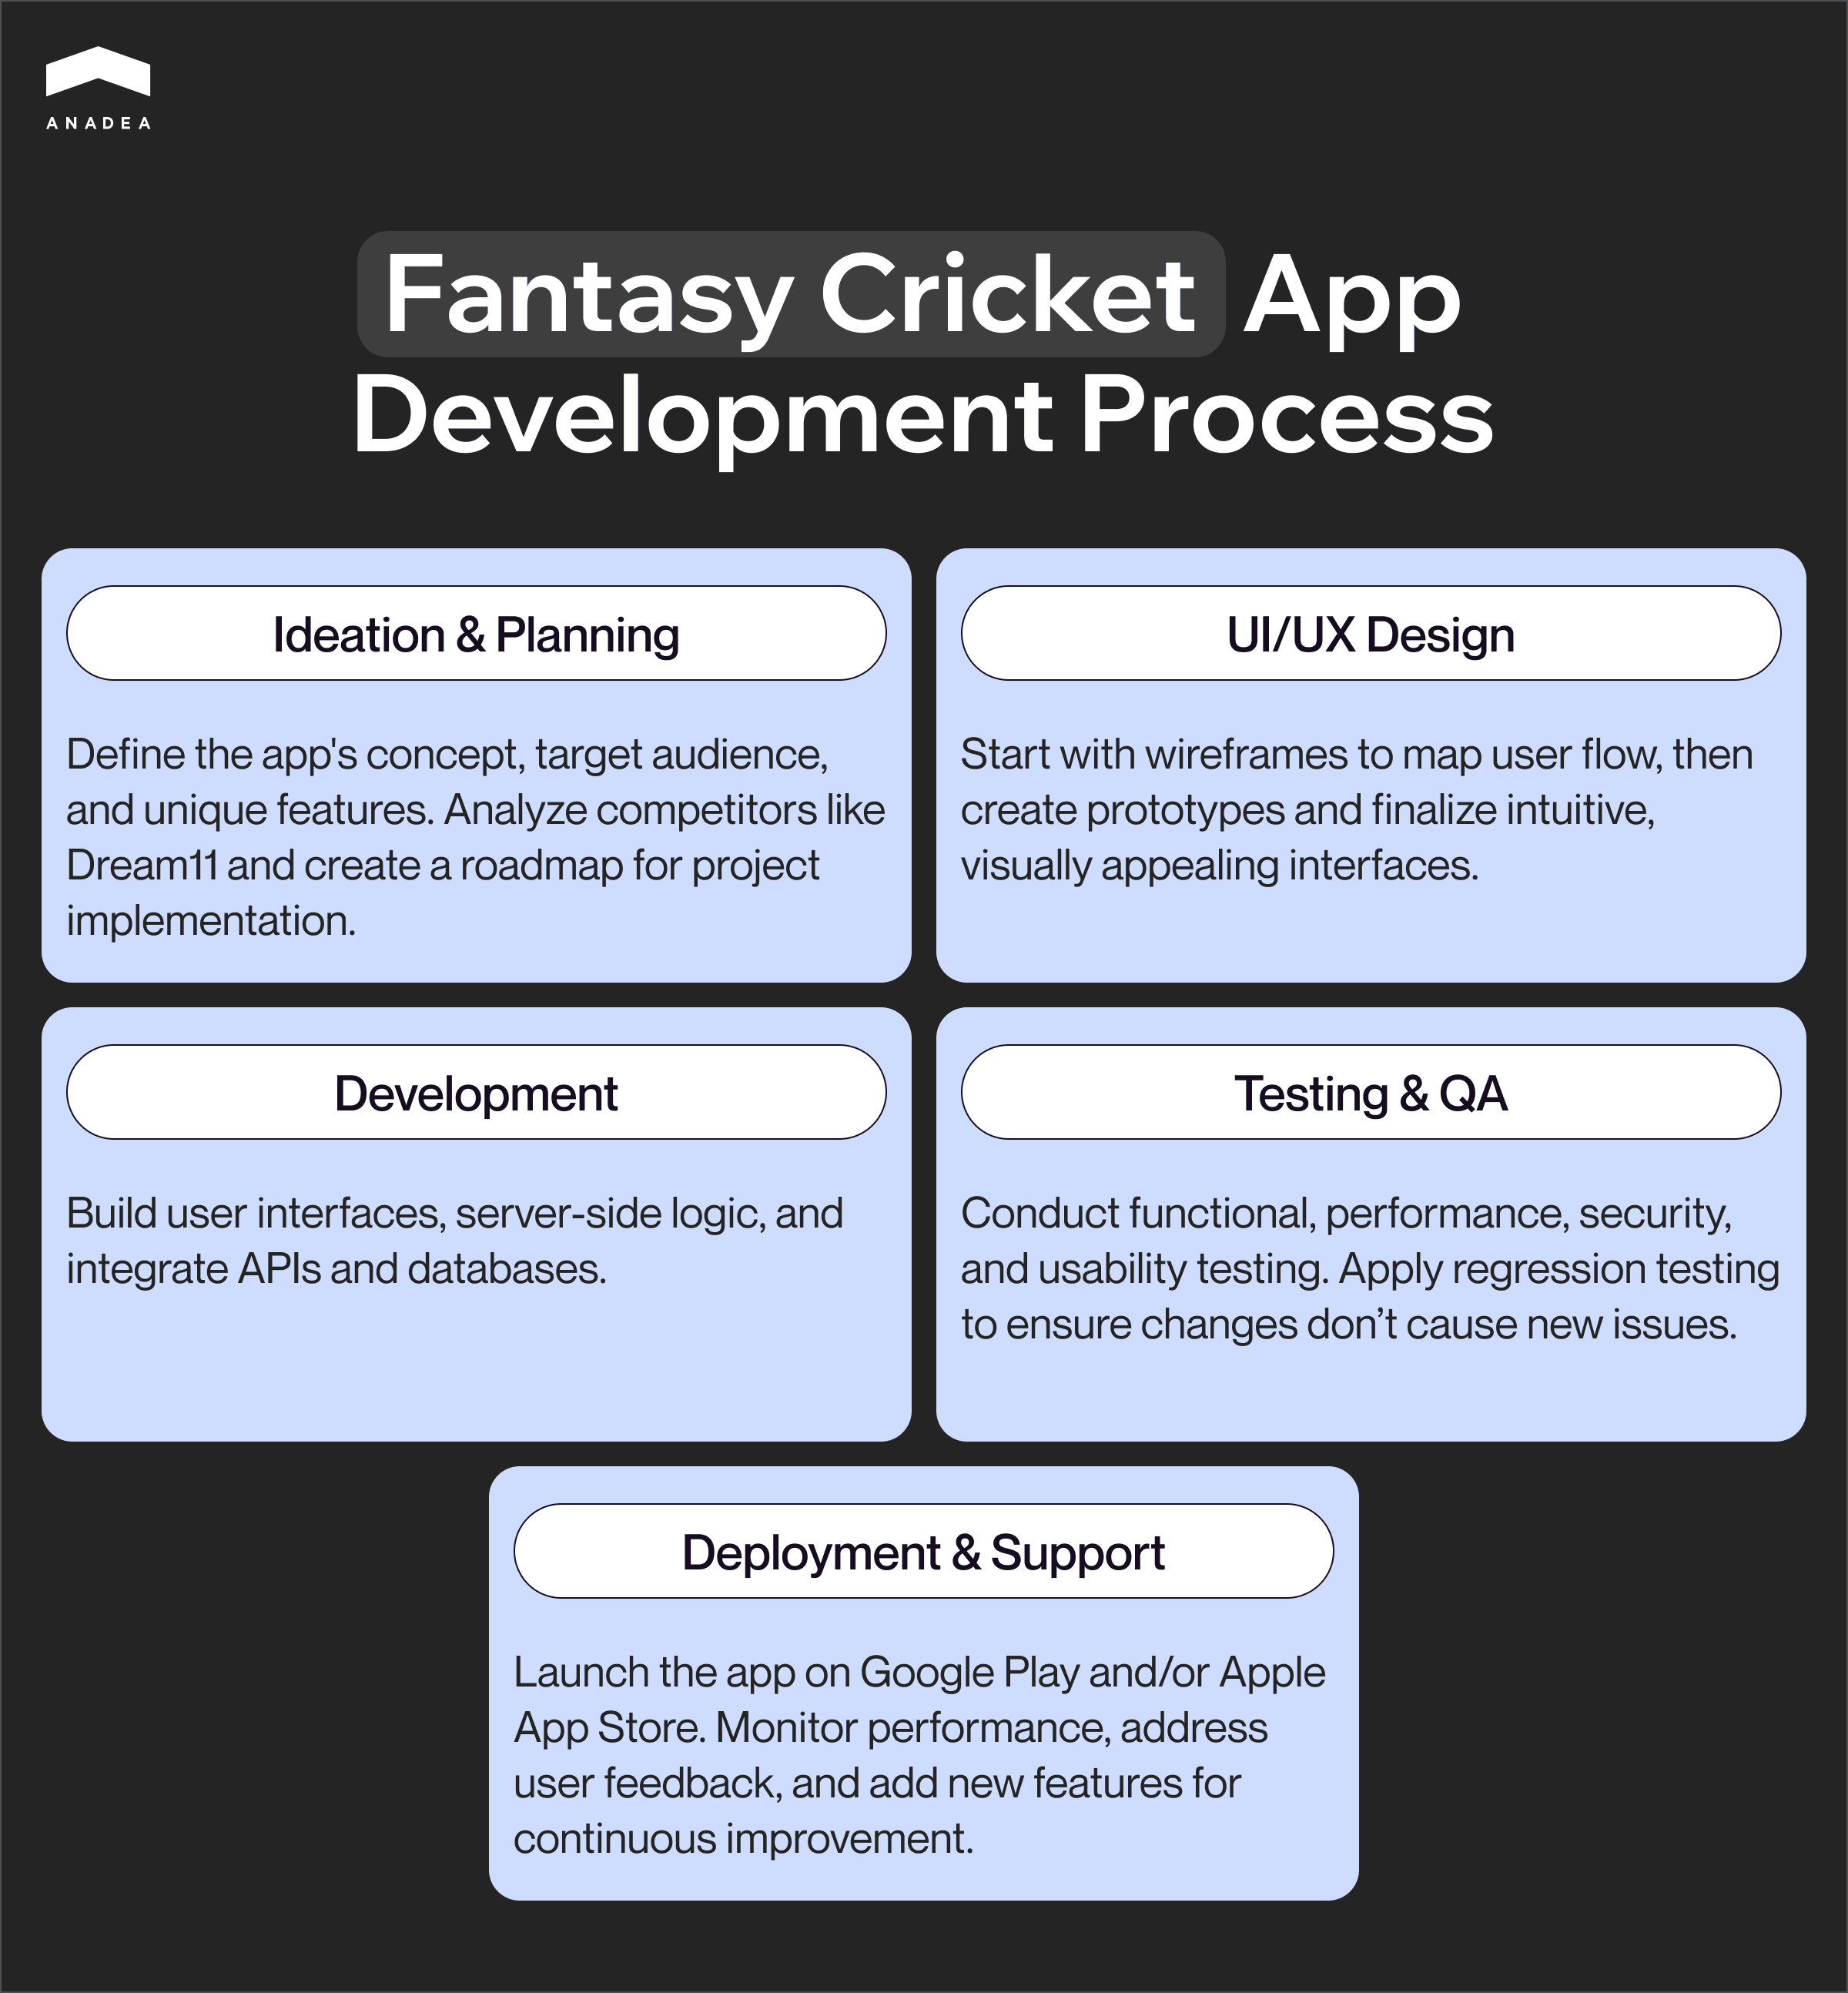 ANADEA
Fantasy Cricket App
Development Process
Ideation & Planning
Define the app's concept, target audience,
and unique features. Analyze competitors like
Dream11 and create a roadmap for project
implementation.
UI/UX Design
Start with wireframes to map user flow, then
create prototypes and finalize intuitive,
visually appealing interfaces.
Development
Build user interfaces, server-side logic, and
integrate APIs and databases.
Testing & QA
Conduct functional, performance, security,
and usability testing. Apply regression testing
to ensure changes don’t cause new issues.
Deployment & Support
Launch the app on Google Play and/or Apple
App Store. Monitor performance, address
user feedback, and add new features for
continuous improvement.